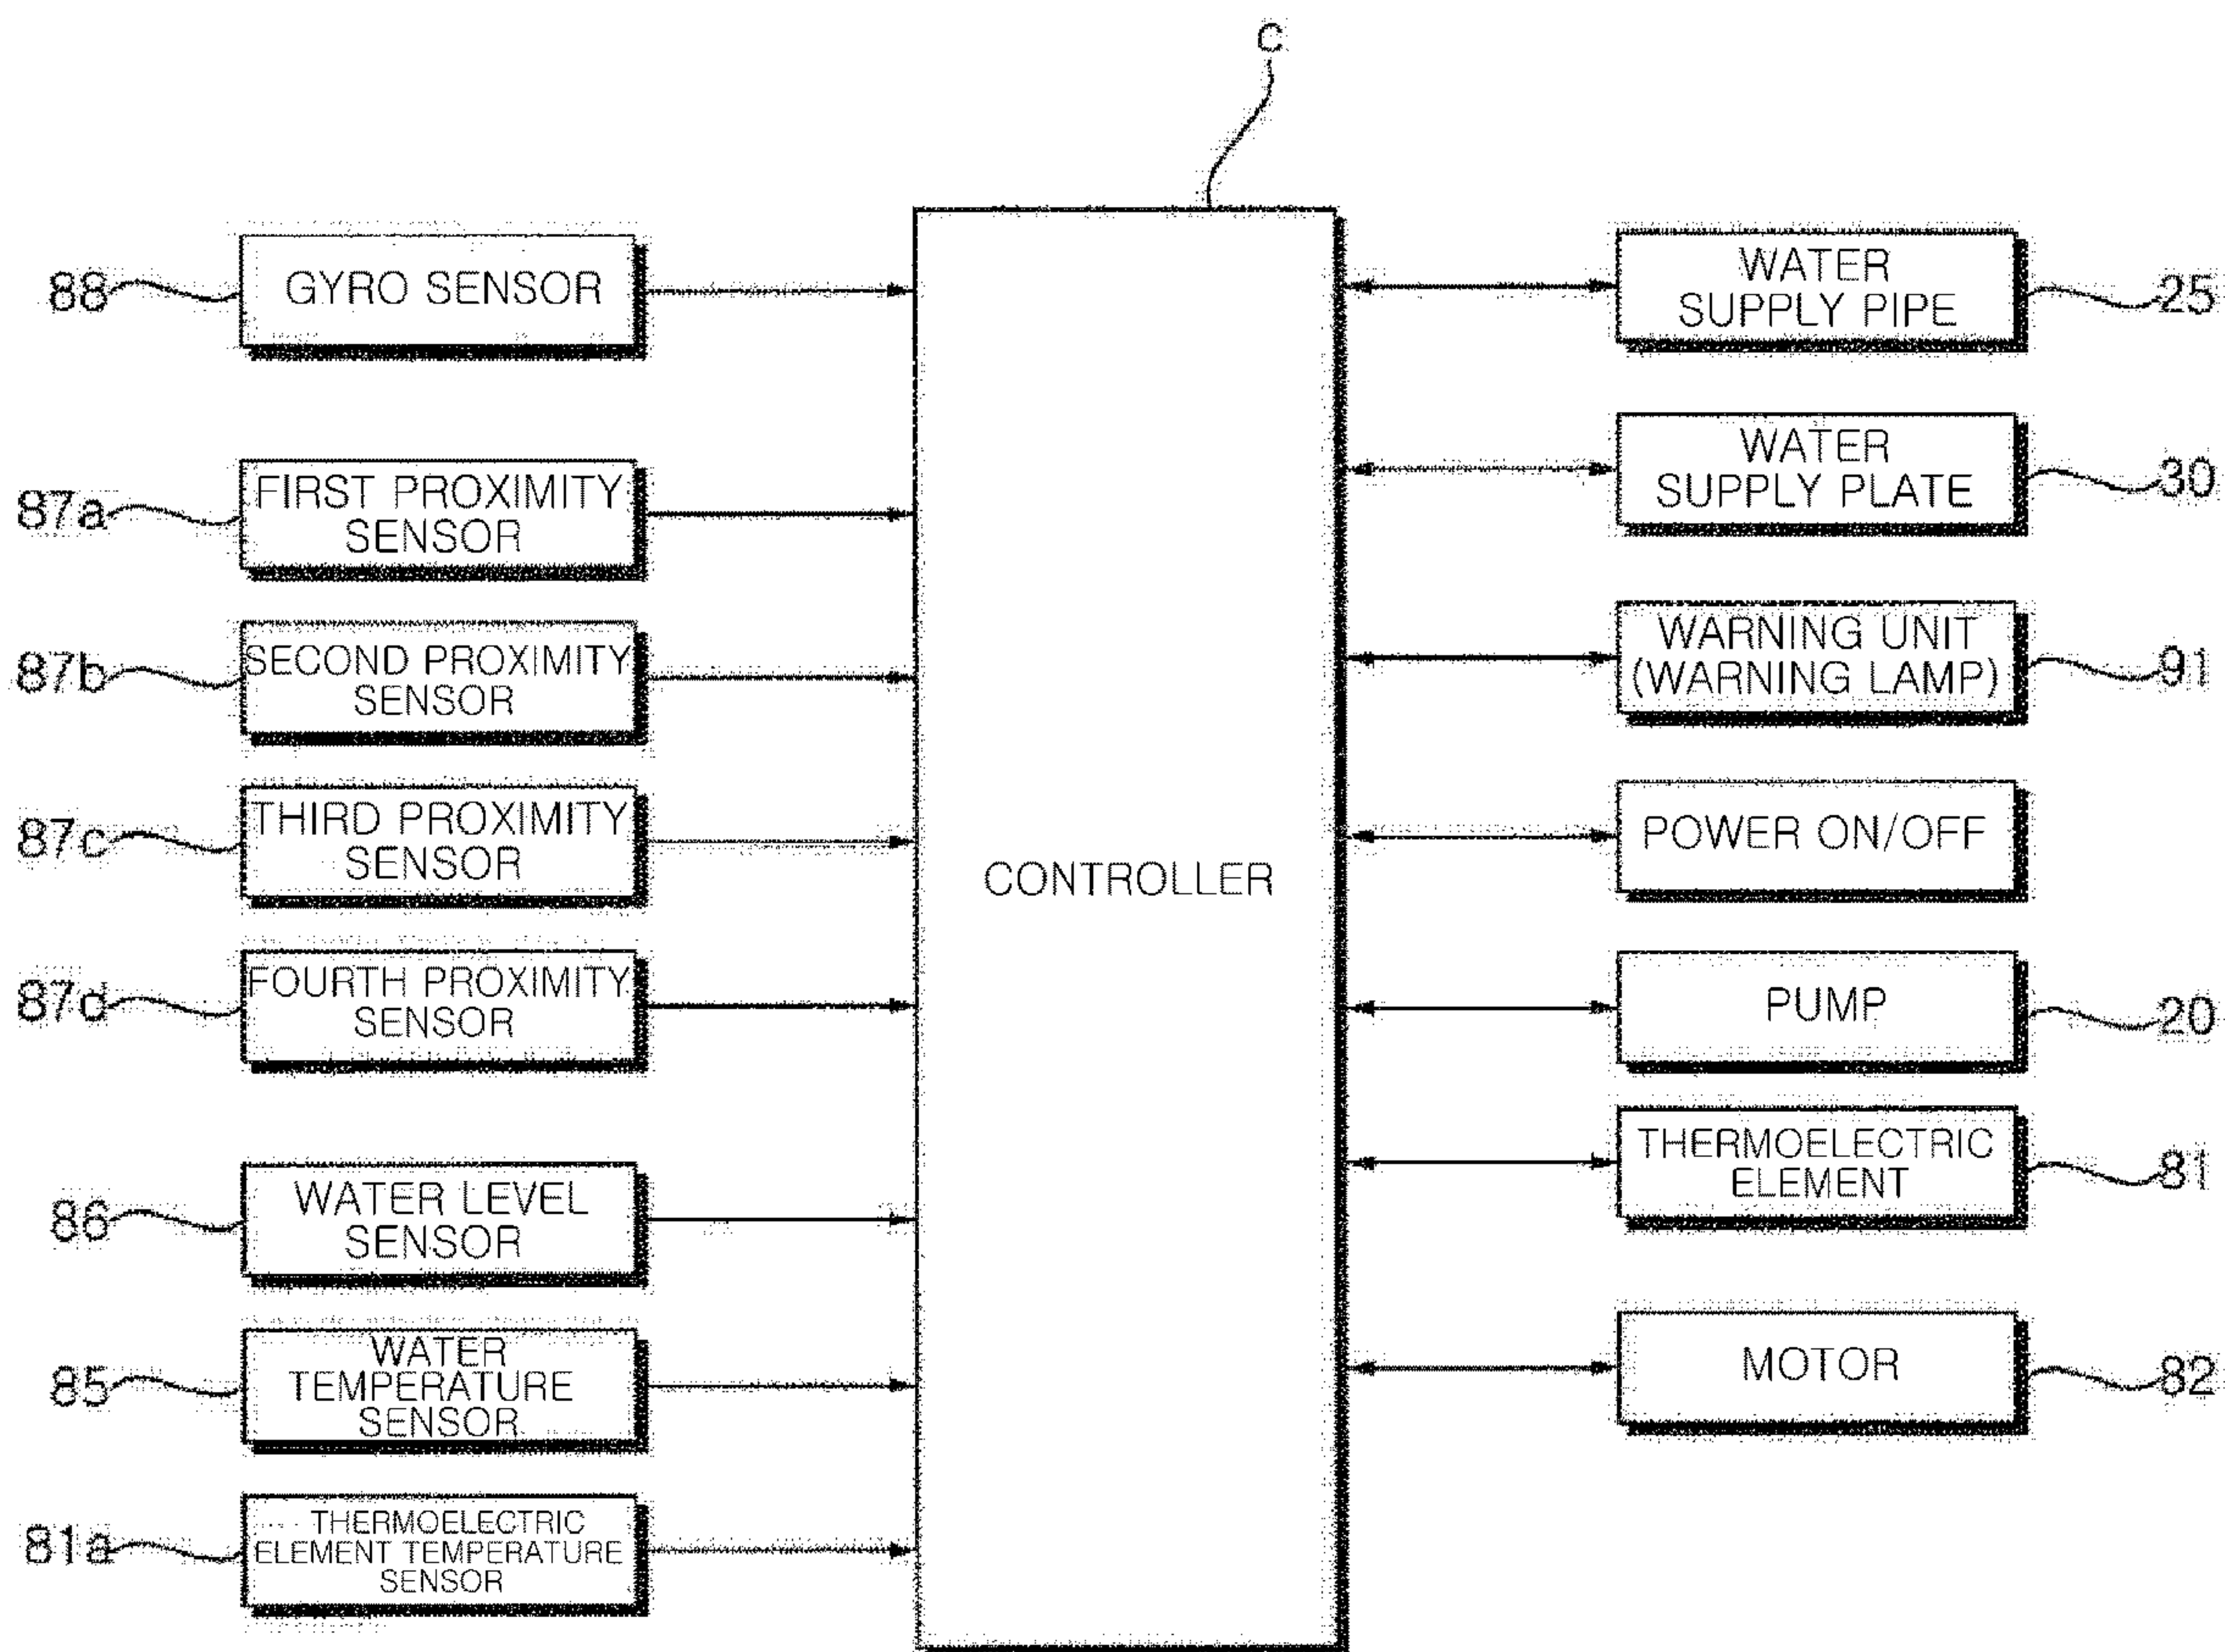 c
88
GYRO SENSOR
87a
FIRST PROXIMITY
SENSOR
87b
SECOND PROXIMITY
SENSOR
87c
THIRD PROXIMITY
SENSOR
87d
FOURTH PROXIMITY
SENSOR
86
WATER LEVEL
SENSOR
85
WATER
TEMPERATURE
SENSOR
81a
THERMOELECTRIC
ELEMENT TEMPERATURE
SENSOR
CONTROLLER
WATER
SUPPLY PIPE
25
WATER
SUPPLY PLATE
30
WARNING UNIT
(WARNING LAMP)
91
POWER ON/OFF
PUMP
20
THERMOELECTRIC
ELEMENT
81
MOTOR
82